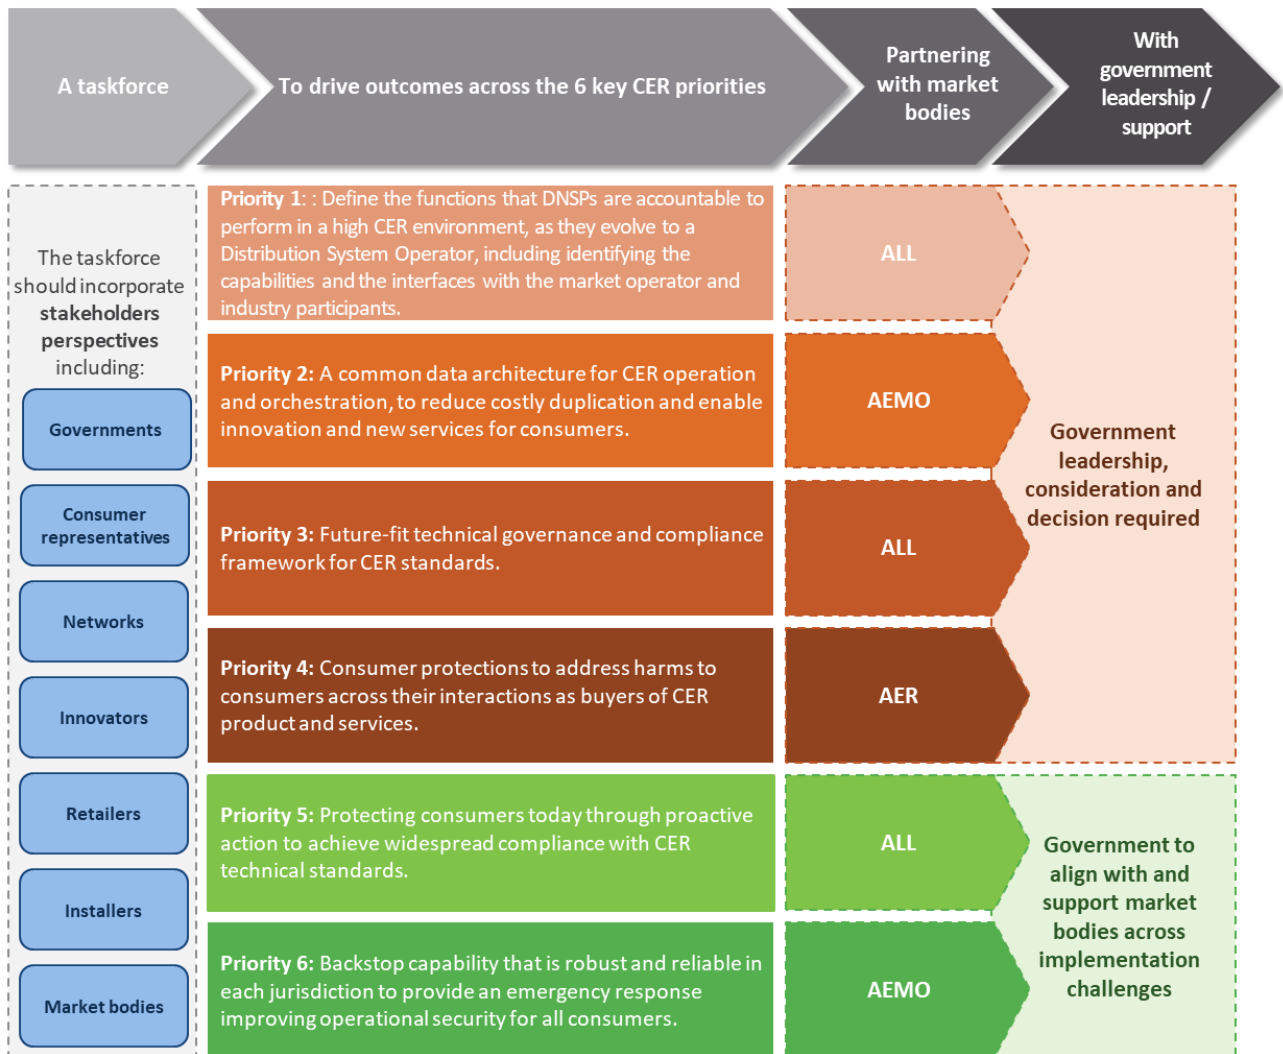 A taskforce
To drive outcomes across the 6 key CER priorities
Partnering
with market
bodies
With
government
leadership /
support
The taskforce
should incorporate
stakeholders
perspectives
including:
Governments
Consumer
representatives
Networks
Innovators
Retailers
Installers
Market bodies
Priority 1: : Define the functions that DNSPs are accountable to
perform in a high CER environment, as they evolve to a
Distribution System Operator, including identifying the
capabilities and the interfaces with the market operator and
industry participants.
ALL
Priority 2: A common data architecture for CER operation
and orchestration, to reduce costly duplication and enable
innovation and new services for consumers.
AEMO
Priority 3: Future-fit technical governance and compliance
framework for CER standards.
ALL
Priority 4: Consumer protections to address harms to
consumers across their interactions as buyers of CER
product and services.
AER
Government
leadership,
consideration and
decision required
Priority 5: Protecting consumers today through proactive
action to achieve widespread compliance with CER
technical standards.
ALL
Priority 6: Backstop capability that is robust and reliable in
each jurisdiction to provide an emergency response
improving operational security for all consumers.
AEMO
Government to
align with and
support market
bodies across
implementation
challenges